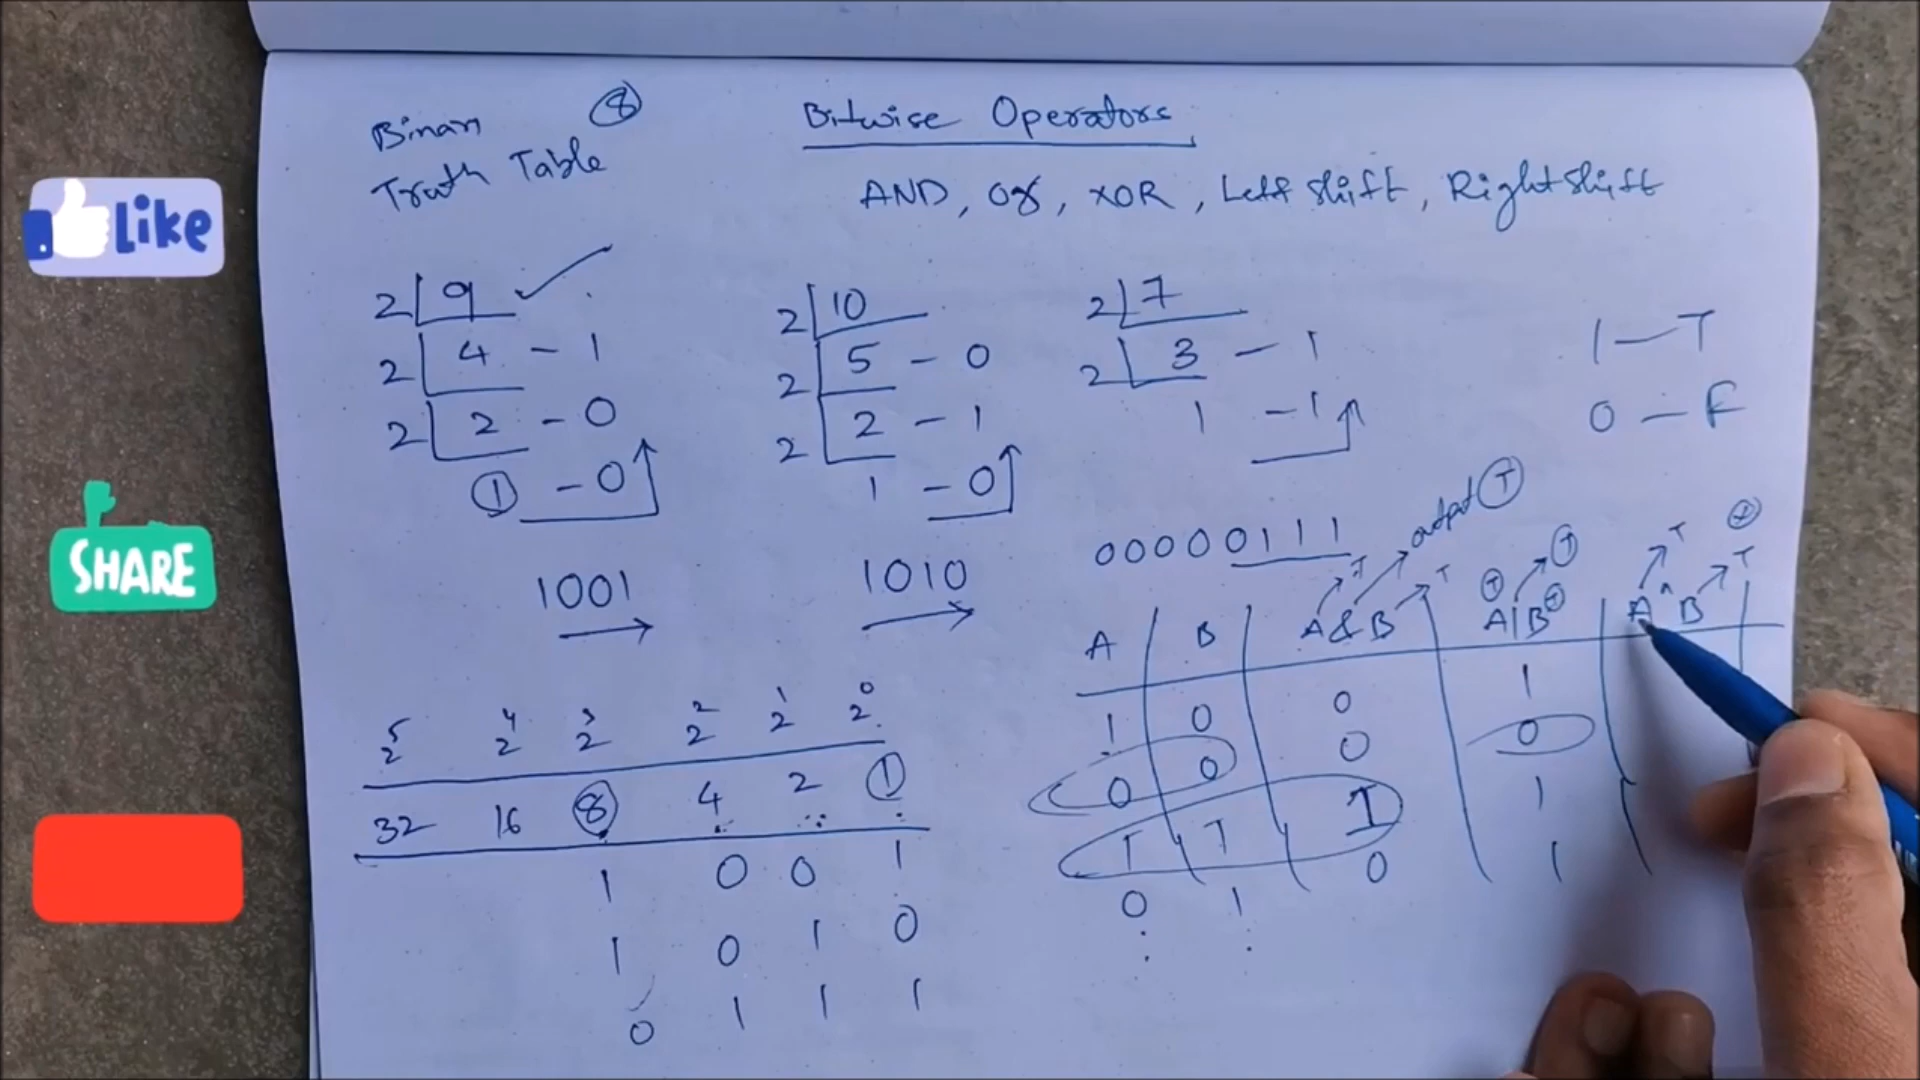 Binary
Truth Table
8
Bitwise Operators
AND, or, XOR, Left Shift, Right Shift
Like
2 9
2 4 - 1
2 2 - 0
1 - 0
1001
2 10
2 5 - 0
2 2 - 1
1 - 0
1010
2 7
2 3 - 1
1 - 1
00000111
1 — T
0 — F
SHARE
output T
T T T T T T T
A B A&B A|B A^B
1 0 0 1
0 0 0 0
1 1 1 1
0 1 0 1
2^5 2^4 2^3 2^2 2^1 2^0
32 16 8 4 2 1
1 0 0 1
1 0 1 0
0 1 1 1